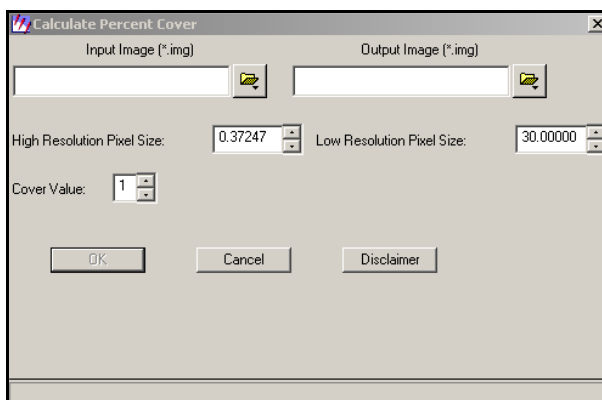 Calculate Percent Cover
Input Image (*.img) Output Image (*.img)
High Resolution Pixel Size: 0.37247 Low Resolution Pixel Size: 30.00000
Cover Value: 1
OK Cancel Disclaimer